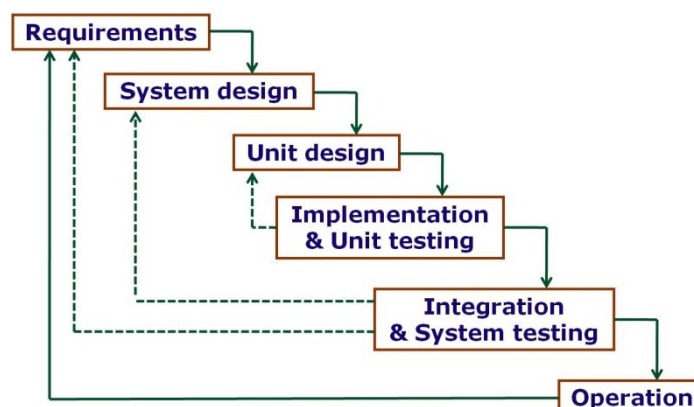 Requirements
System design
Unit design
Implementation
& Unit testing
Integration
& System testing
Operation